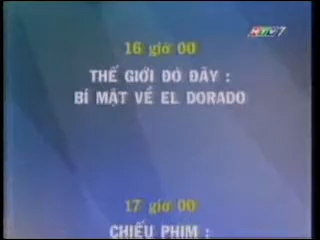 HTV7
16 giờ 00
THẾ GIỚI ĐÓ ĐÂY :
BÍ MẬT VỀ EL DORADO
17 giờ 00
CHIẾU PHIM :